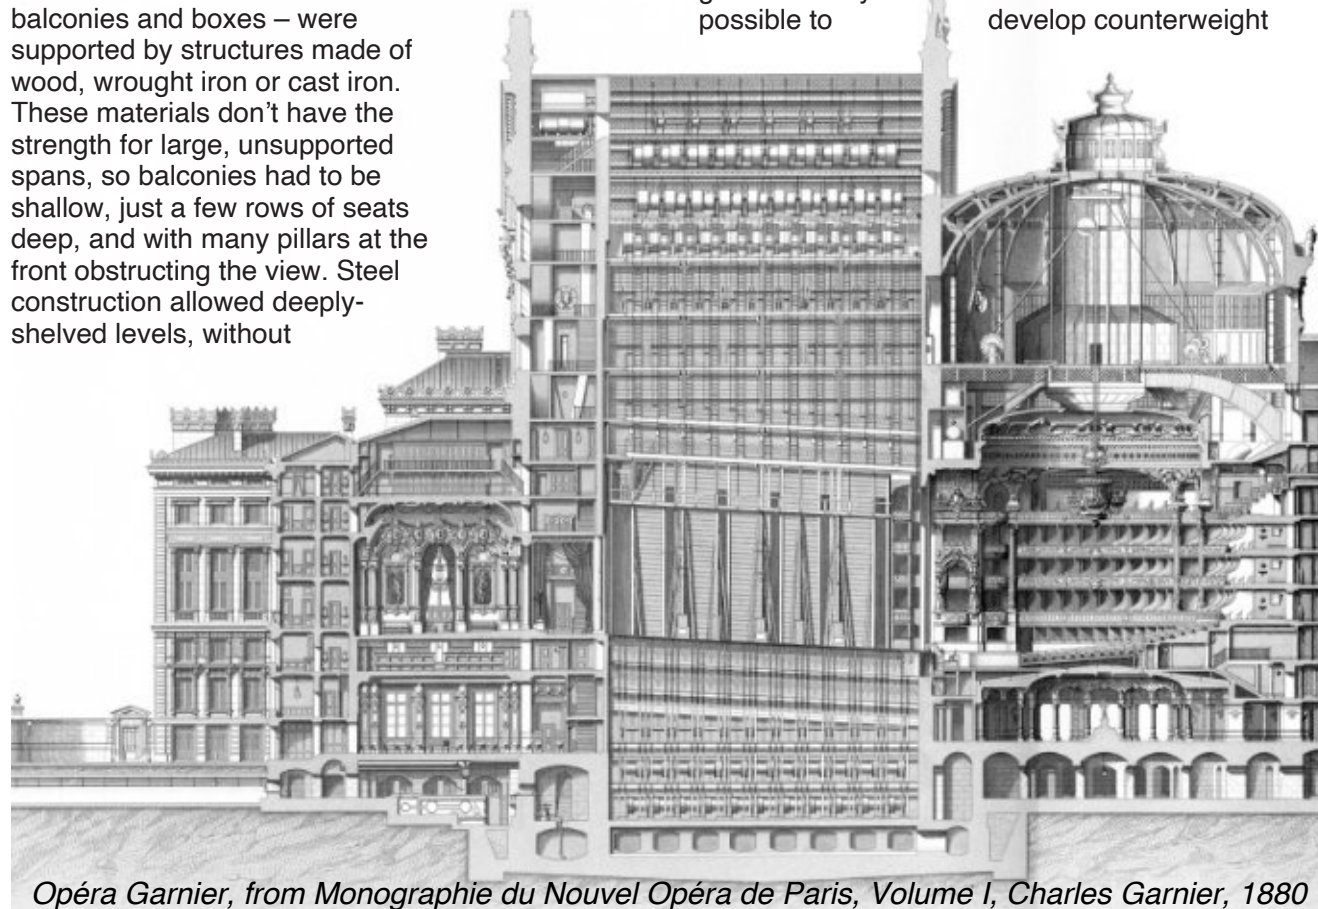 balconies and boxes – were
supported by structures made of
wood, wrought iron or cast iron.
These materials don’t have the
strength for large, unsupported
spans, so balconies had to be
shallow, just a few rows of seats
deep, and with many pillars at the
front obstructing the view. Steel
construction allowed deeply-
shelved levels, without
possible to
develop counterweight
Opéra Garnier, from Monographie du Nouvel Opéra de Paris, Volume I, Charles Garnier, 1880